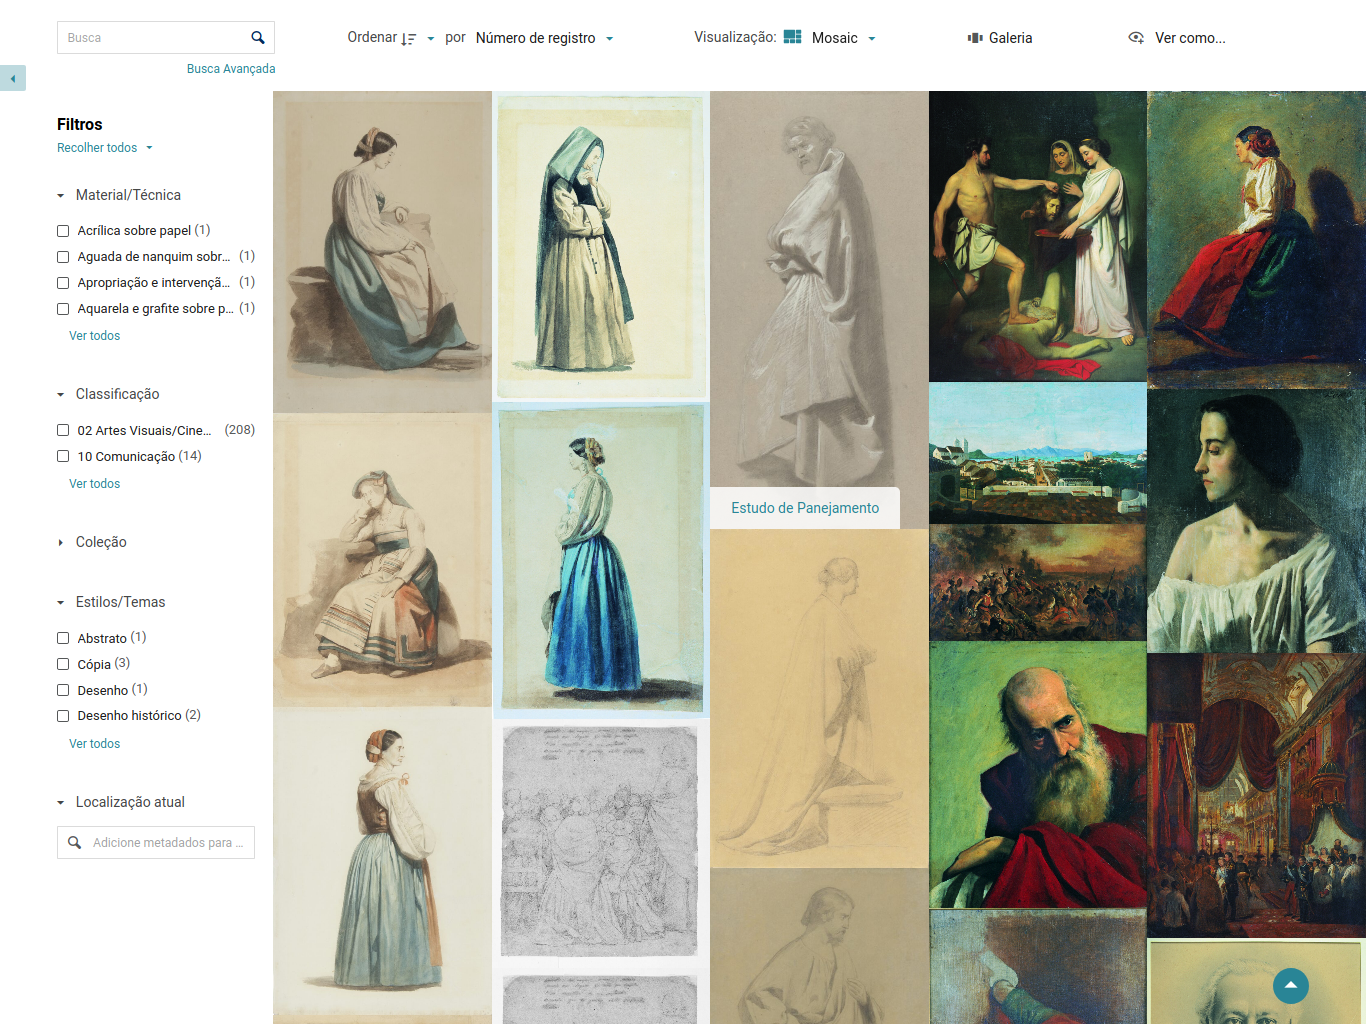 Busca
Busca Avançada
Ordenar
por
Número de registro
Visualização:
Mosaic
Galeria
Ver como...
Filtros
Recolher todos
Material/Técnica
Acrílica sobre papel (1)
Aguada de nanquim sobr... (1)
Apropriação e intervençã... (1)
Aquarela e grafite sobre p... (1)
Ver todos
Classificação
02 Artes Visuais/Cine... (208)
10 Comunicação (14)
Ver todos
Coleção
Estilos/Temas
Abstrato (1)
Cópia (3)
Desenho (1)
Desenho histórico (2)
Ver todos
Localização atual
Adicione metadados para ...
Estudo de Panejamento